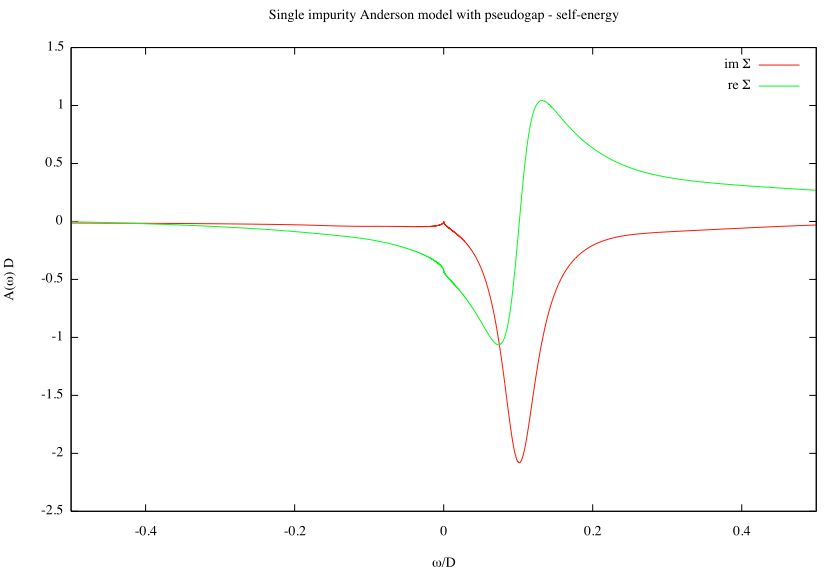 Single impurity Anderson model with pseudogap - self-energy
1.5
1
0.5
0
-0.5
-1
-1.5
-2
-2.5
A(ω) D
im Σ
re Σ
-0.4
-0.2
0
0.2
0.4
ω/D